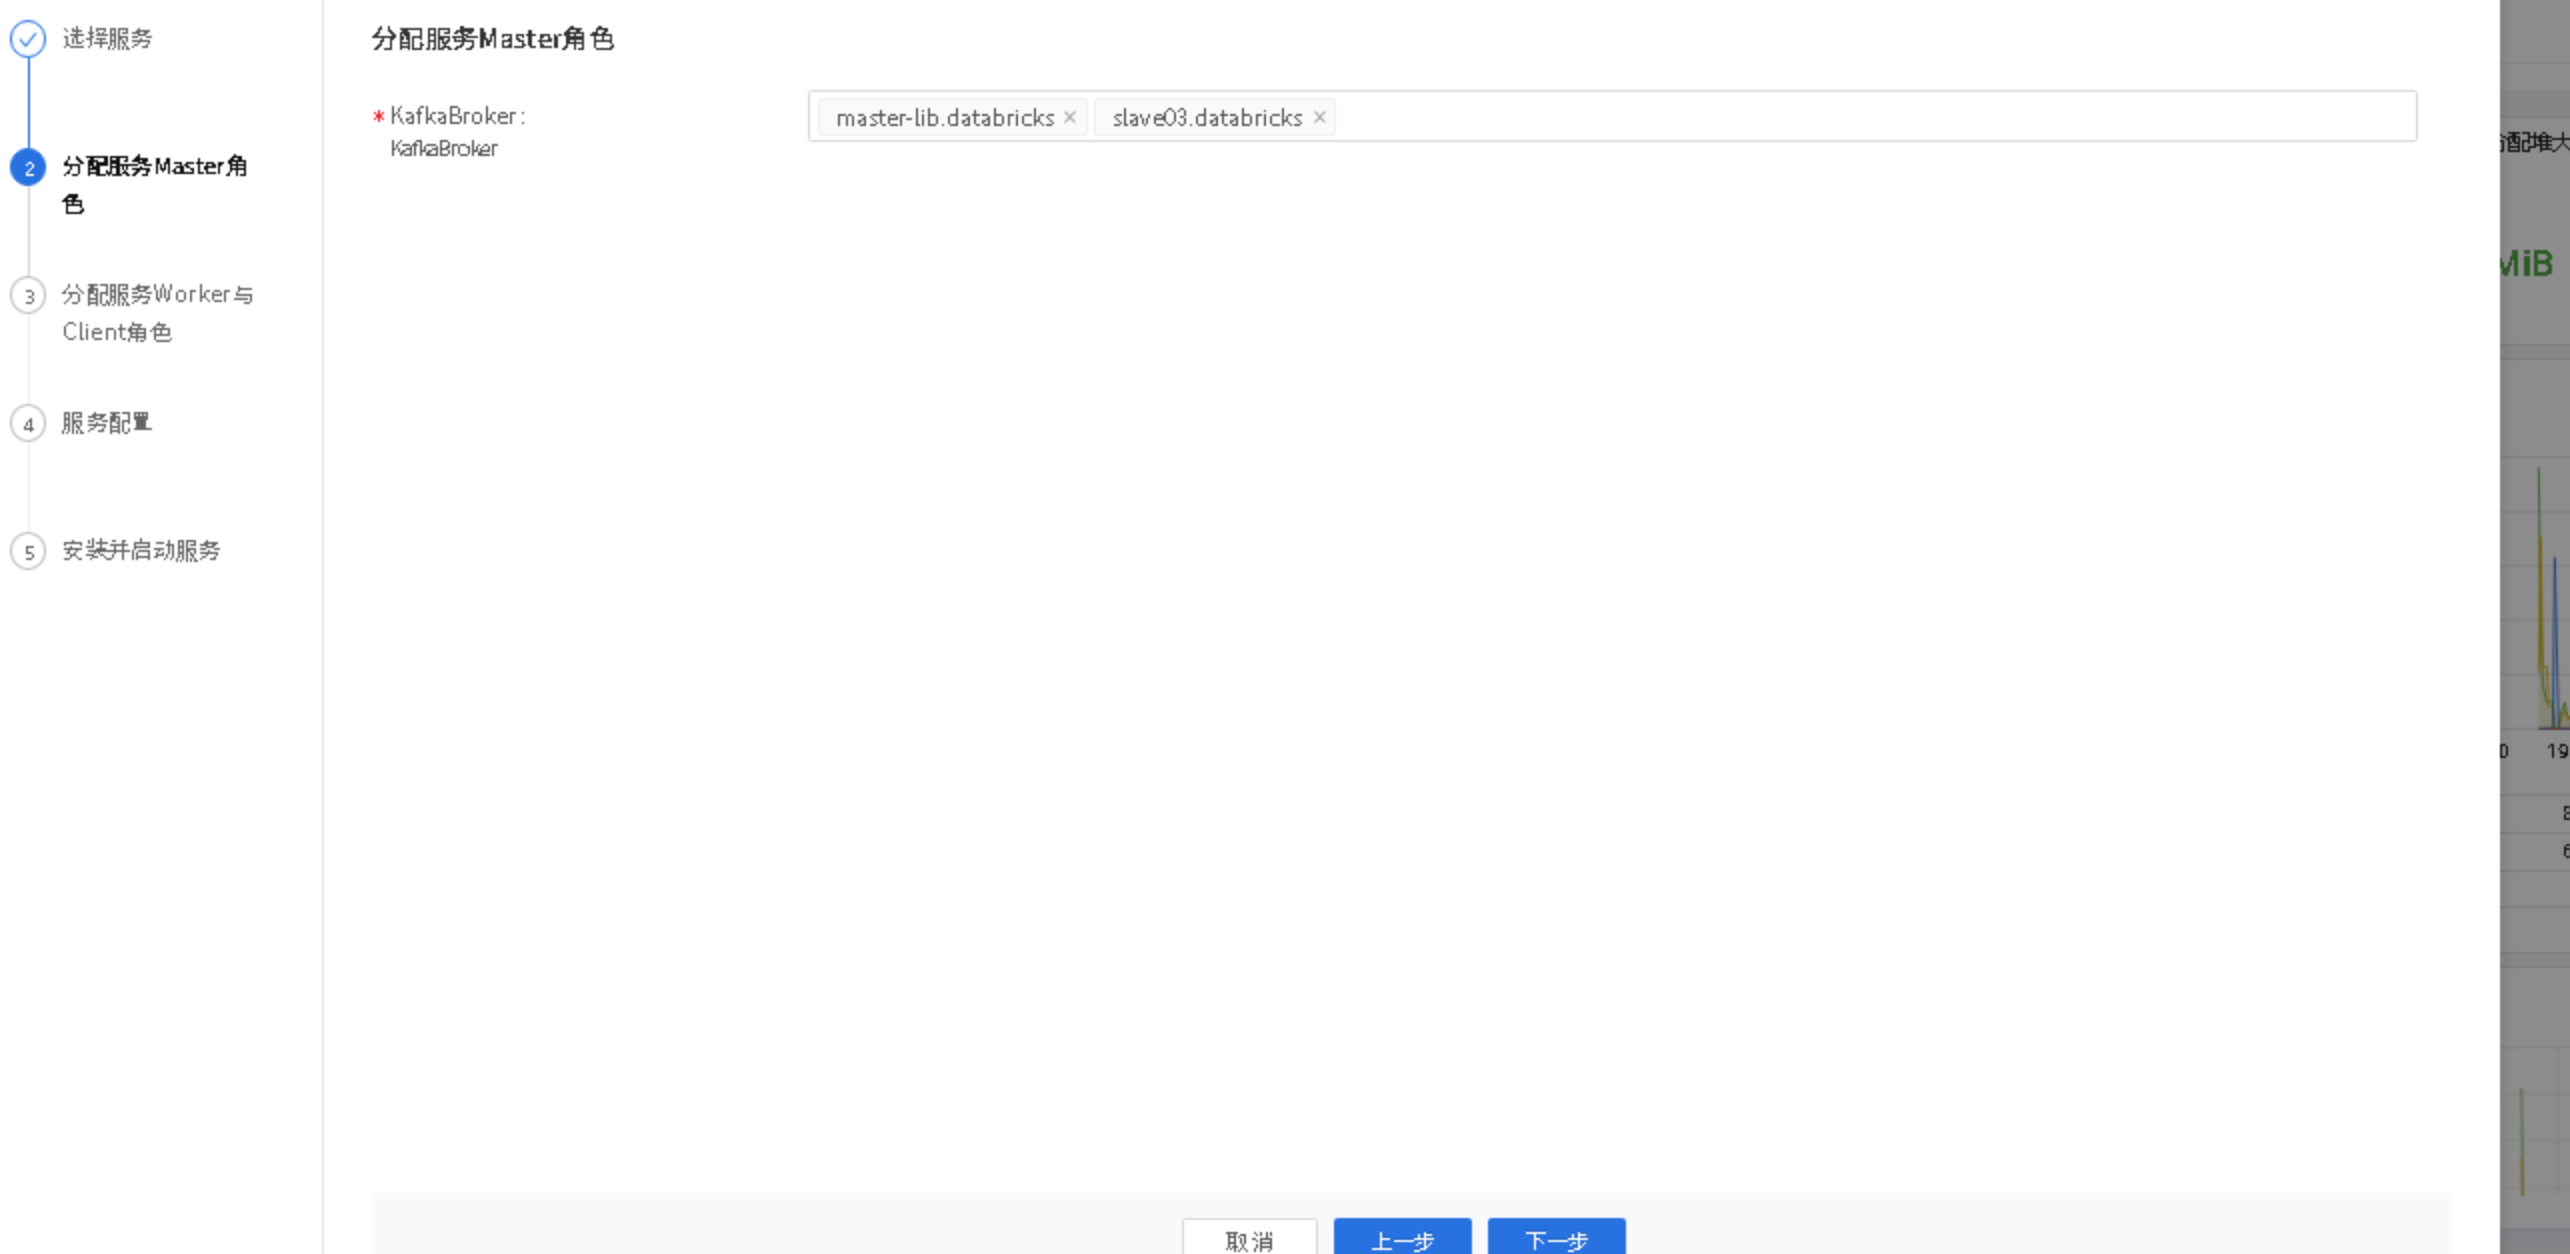 选择服务
2 分配服务Master角
色
3 分配服务Worker与
Client角色
4 服务配置
5 安装并启动服务
分配服务Master角色
* KafkaBroker:
KafkaBroker
master-lib.databricks × slave03.databricks ×
取消 上一步 下一步
配堆大
MiB
0 19